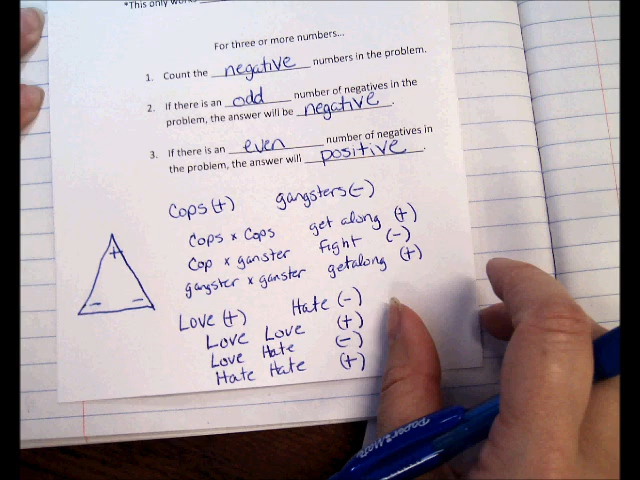 *This only works
For three or more numbers...
1. Count the negative numbers in the problem.
2. If there is an odd number of negatives in the
problem, the answer will be negative.
3. If there is an even number of negatives in
the problem, the answer will positive.
Cops (+) gangsters (-)
Cops x Cops get along (+)
Cop x ganster fight (-)
gangster x ganster getalong (+)
+
- -
Love (+) Hate (-)
Love Love (+)
Love Hate (-)
Hate Hate (+)
PaperMate